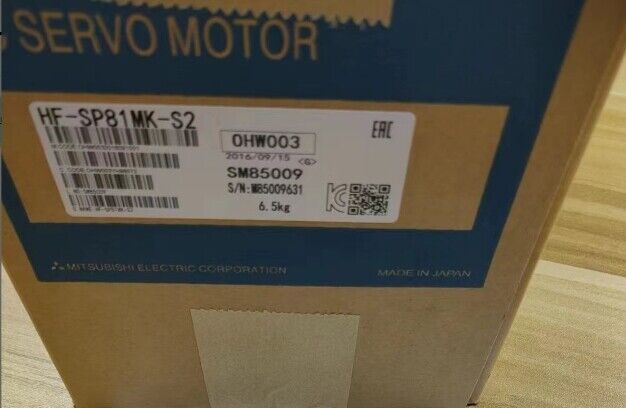 SERVO MOTOR
HF-SP81MK-S2
OHW003
EAC
2016/09/15 <G>
SM85009
S/N:M85009631
6.5kg
MITSUBISHI ELECTRIC CORPORATION
MADE IN JAPAN